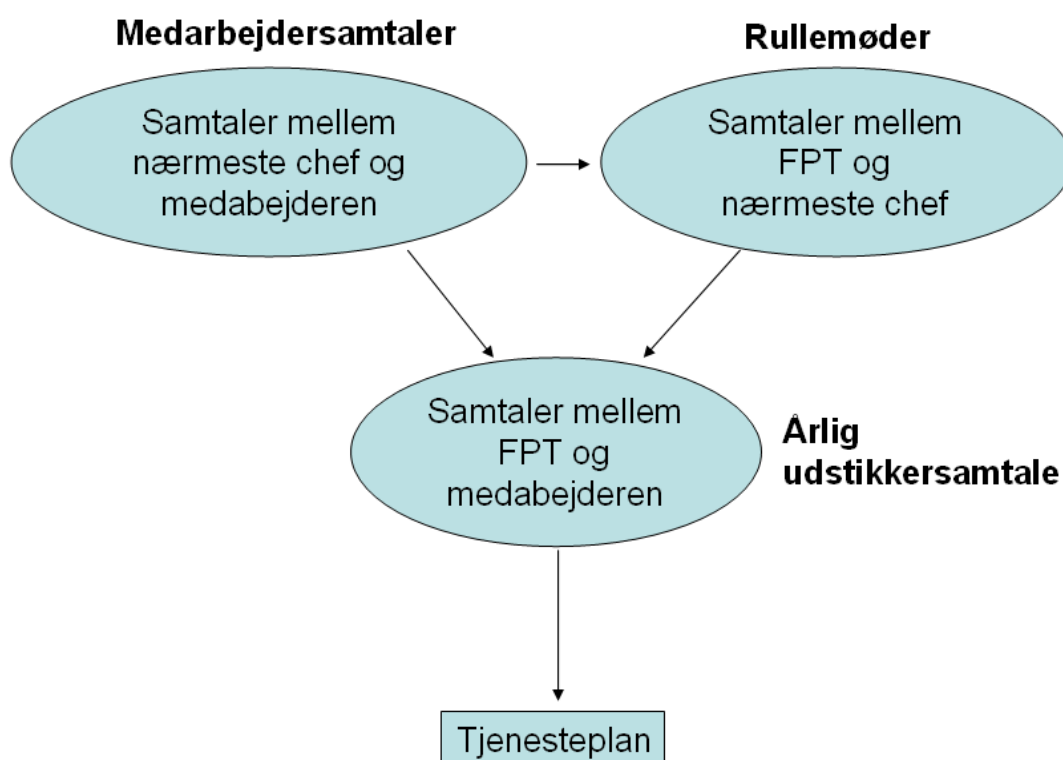 Medarbejdersamtaler
Samtaler mellem
nærmeste chef og
medabejderen
Rullemøder
Samtaler mellem
FPT og
nærmeste chef
Samtaler mellem
FPT og
medabejderen
Årlig
udstikkersamtale
Tjenesteplan